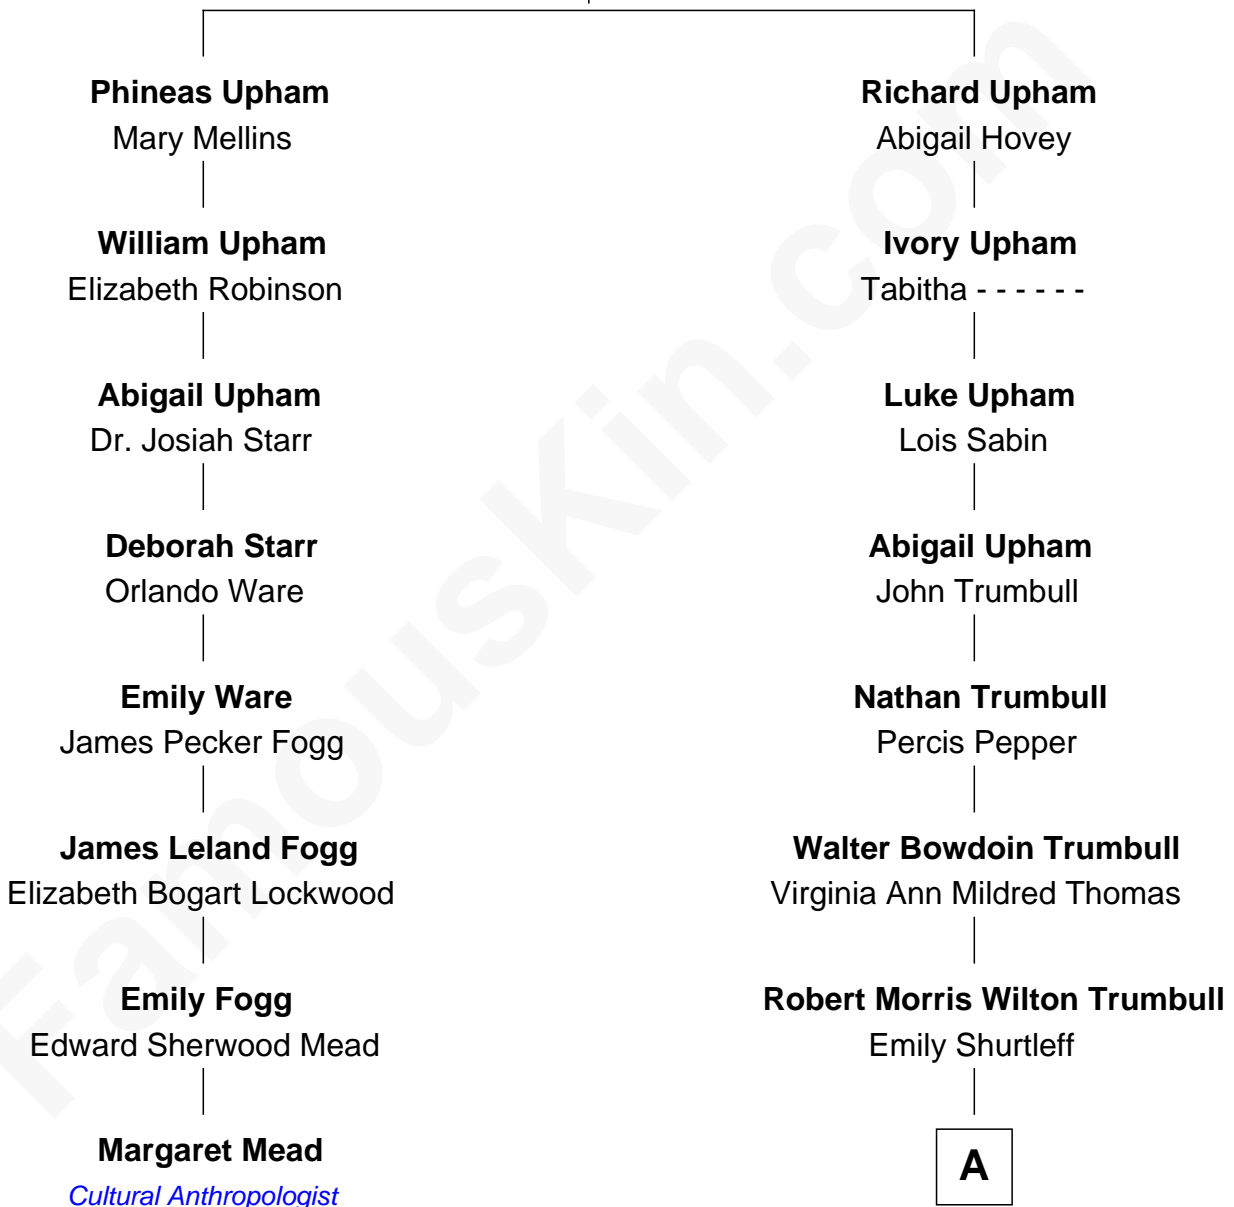 Phineas Upham
Mary Mellins
William Upham
Elizabeth Robinson
Abigail Upham
Dr. Josiah Starr
Deborah Starr
Orlando Ware
Emily Ware
James Pecker Fogg
James Leland Fogg
Elizabeth Bogart Lockwood
Emily Fogg
Edward Sherwood Mead
Margaret Mead
Cultural Anthropologist
Richard Upham
Abigail Hovey
Ivory Upham
Tabitha - - - - - -
Luke Upham
Lois Sabin
Abigail Upham
John Trumbull
Nathan Trumbull
Percis Pepper
Walter Bowdoin Trumbull
Virginia Ann Mildred Thomas
Robert Morris Wilton Trumbull
Emily Shurtleff
A
FamousKin.com